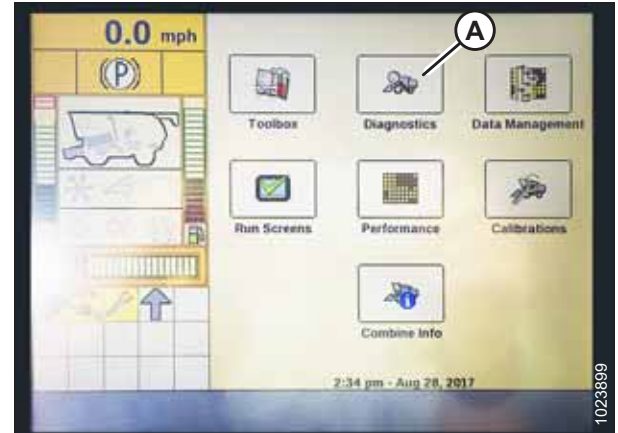 0.0 mph
A
(P)
Toolbox
Diagnostics
Data Management
Run Screens
Performance
Calibrations
Combine Info
2:34 pm - Aug 28, 2017
1023899